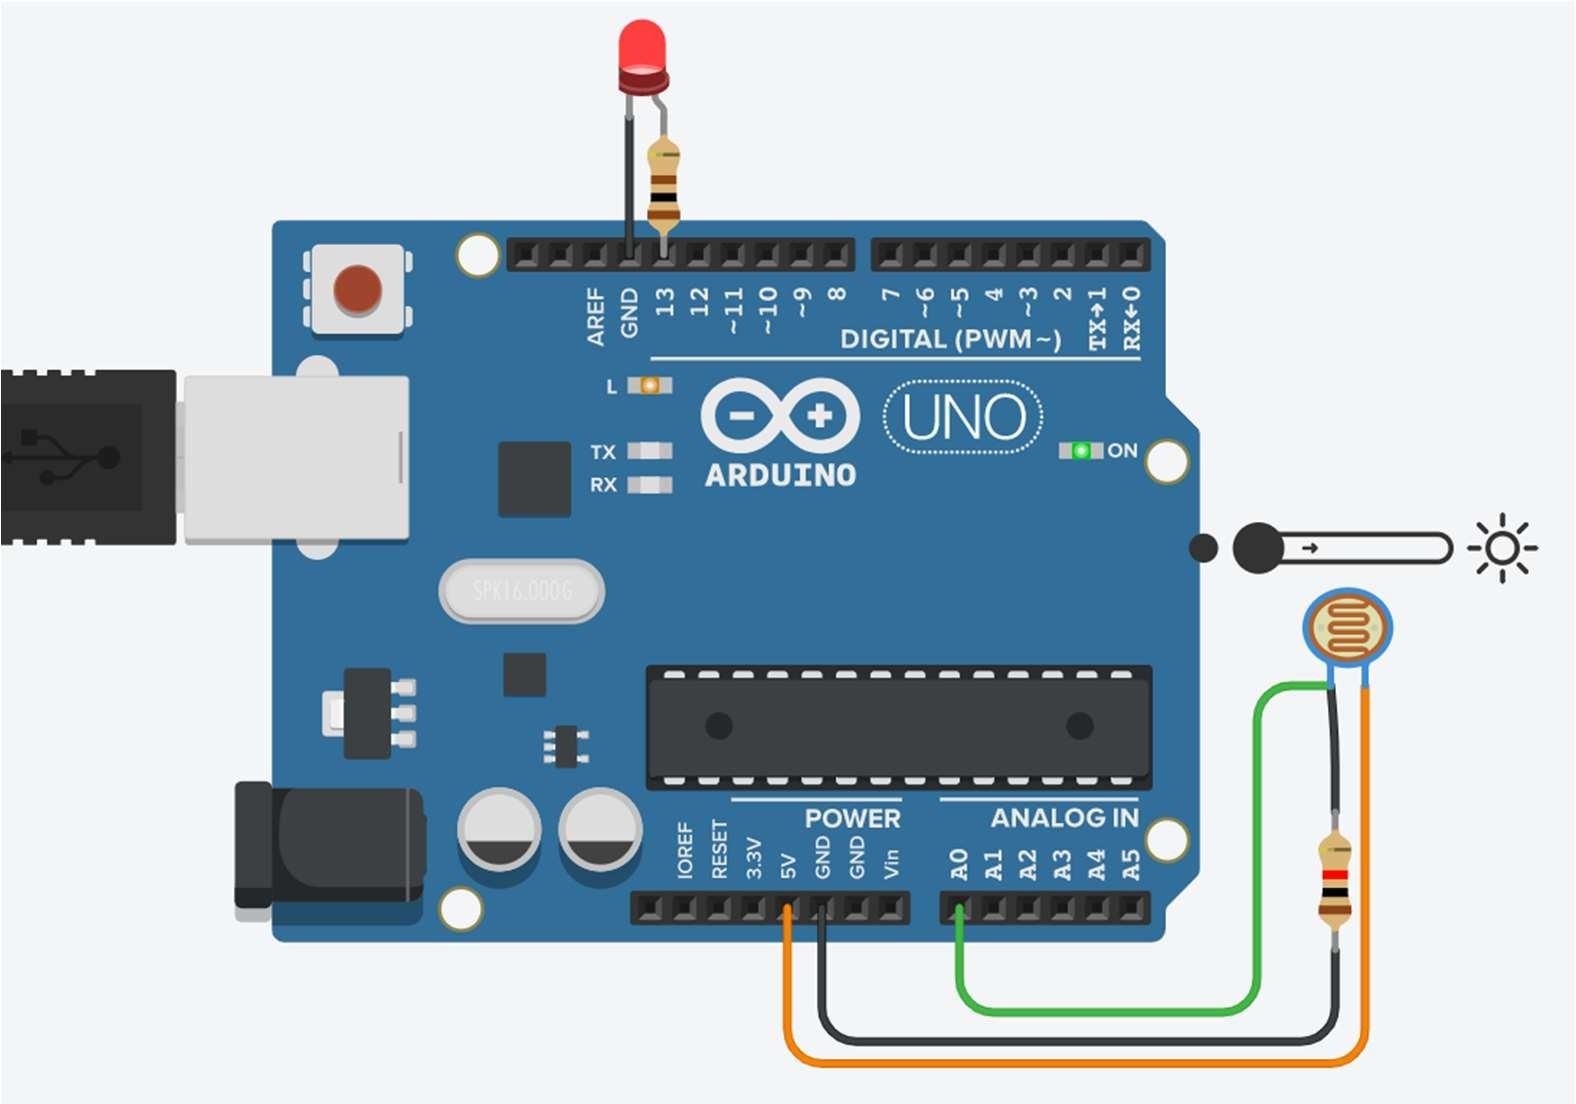 AREF
GND
13
12
~11
~10
~9
8
7
~6
~5
4
~3
2
TX→1
RX←0
DIGITAL (PWM~)
L
TX
RX
ARDUINO
UNO
ON
SPK16.000G
POWER
ANALOG IN
IOREF
RESET
3.3V
5V
GND
GND
Vin
A0
A1
A2
A3
A4
A5